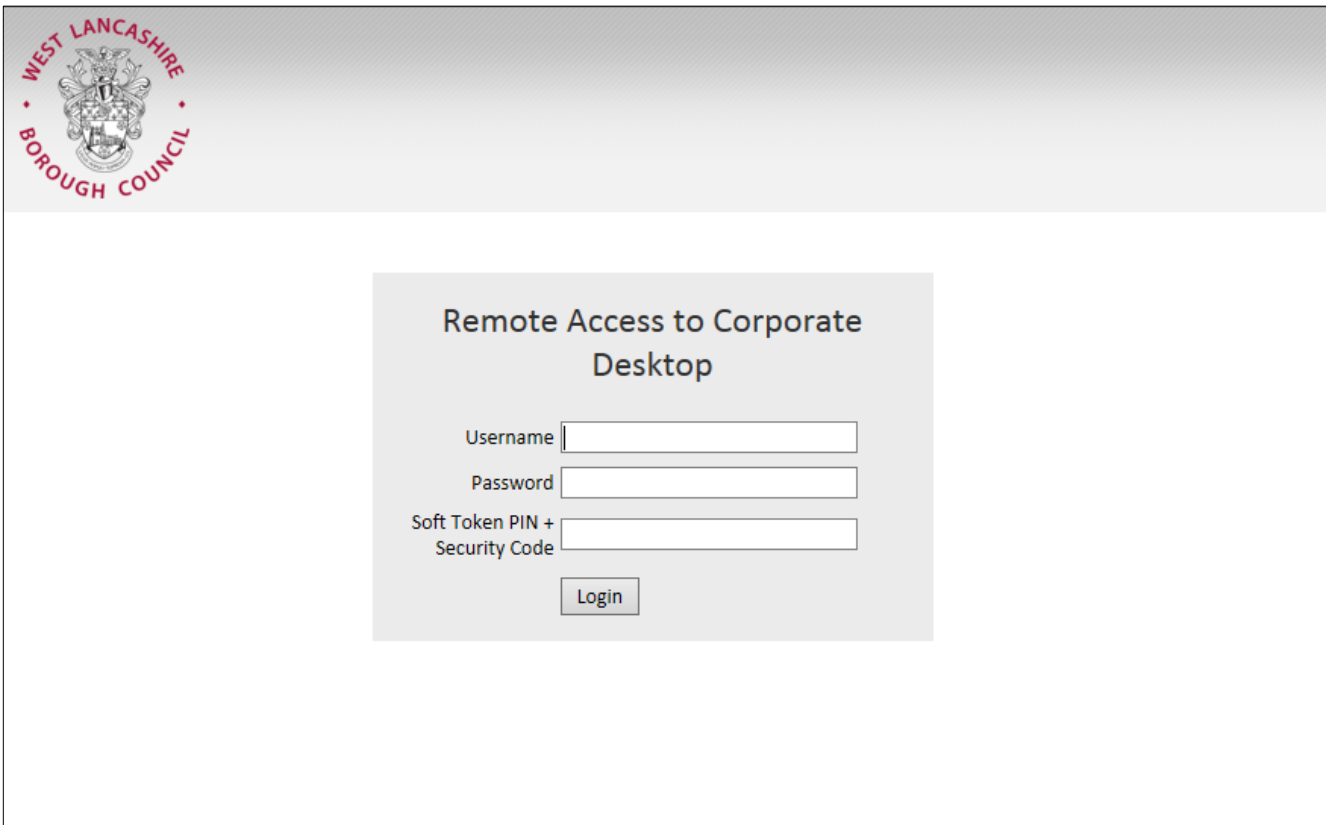 WEST LANCASHIRE
BOROUGH COUNCIL
Remote Access to Corporate
Desktop
Username
Password
Soft Token PIN +
Security Code
Login